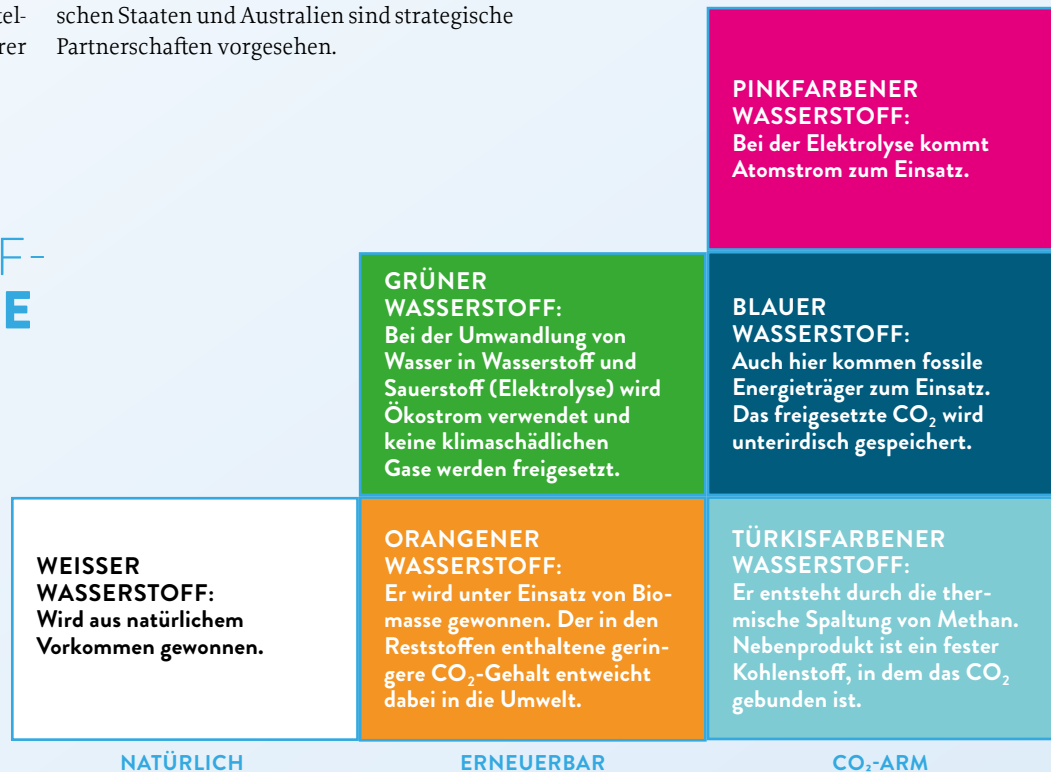 schen Staaten und Australien sind strategische
Partnerschaften vorgesehen.
PINKFARBENER
WASSERSTOFF:
Bei der Elektrolyse kommt
Atomstrom zum Einsatz.
GRÜNER
WASSERSTOFF:
Bei der Umwandlung von
Wasser in Wasserstoff und
Sauerstoff (Elektrolyse) wird
Ökostrom verwendet und
keine klimaschädlichen
Gase werden freigesetzt.
BLAUER
WASSERSTOFF:
Auch hier kommen fossile
Energieträger zum Einsatz.
Das freigesetzte CO₂ wird
unterirdisch gespeichert.
WEISSER
WASSERSTOFF:
Wird aus natürlichem
Vorkommen gewonnen.
ORANGENER
WASSERSTOFF:
Er wird unter Einsatz von Bio-
masse gewonnen. Der in den
Reststoffen enthaltene gerin-
gere CO₂-Gehalt entweicht
dabei in die Umwelt.
TÜRKISFARBENER
WASSERSTOFF:
Er entsteht durch die ther-
mische Spaltung von Methan.
Nebenprodukt ist ein fester
Kohlenstoff, in dem das CO₂
gebunden ist.
NATÜRLICH
ERNEUERBAR
CO₂-ARM